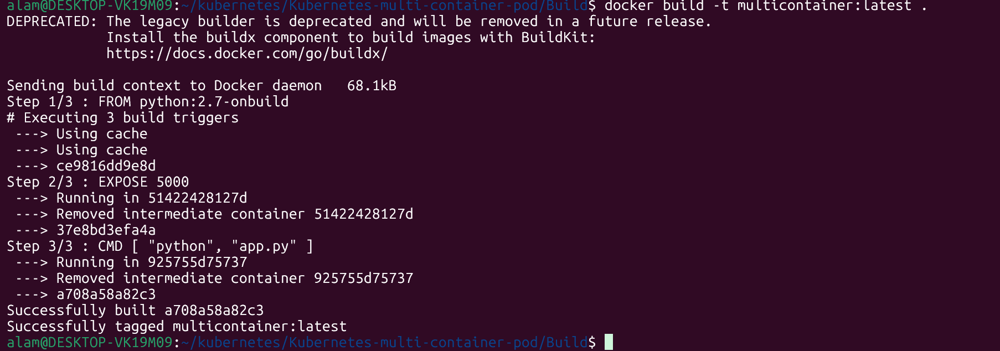 alam@DESKTOP-VK19M09:~/kubernetes/Kubernetes-multi-container-pod/Build$ docker build -t multicontainer:latest .
DEPRECATED: The legacy builder is deprecated and will be removed in a future release.
            Install the buildx component to build images with BuildKit:
            https://docs.docker.com/go/buildx/

Sending build context to Docker daemon   68.1kB
Step 1/3 : FROM python:2.7-onbuild
# Executing 3 build triggers
 ---> Using cache
 ---> Using cache
 ---> ce9816dd9e8d
Step 2/3 : EXPOSE 5000
 ---> Running in 51422428127d
 ---> Removed intermediate container 51422428127d
 ---> 37e8bd3efa4a
Step 3/3 : CMD [ "python", "app.py" ]
 ---> Running in 925755d75737
 ---> Removed intermediate container 925755d75737
 ---> a708a58a82c3
Successfully built a708a58a82c3
Successfully tagged multicontainer:latest
alam@DESKTOP-VK19M09:~/kubernetes/Kubernetes-multi-container-pod/Build$